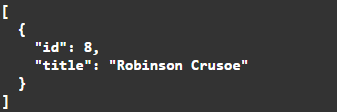 [
  {
    "id": 8,
    "title": "Robinson Crusoe"
  }
]